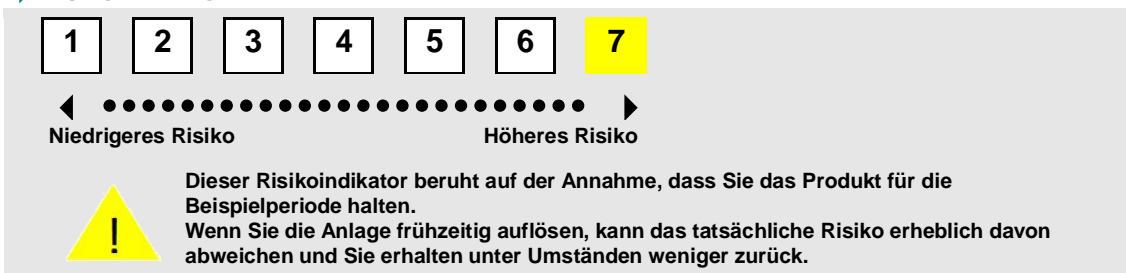 1 2 3 4 5 6 7
Niedrigeres Risiko Höheres Risiko
Dieser Risikoindikator beruht auf der Annahme, dass Sie das Produkt für die
Beispielperiode halten.
Wenn Sie die Anlage frühzeitig auflösen, kann das tatsächliche Risiko erheblich davon
abweichen und Sie erhalten unter Umständen weniger zurück.
!